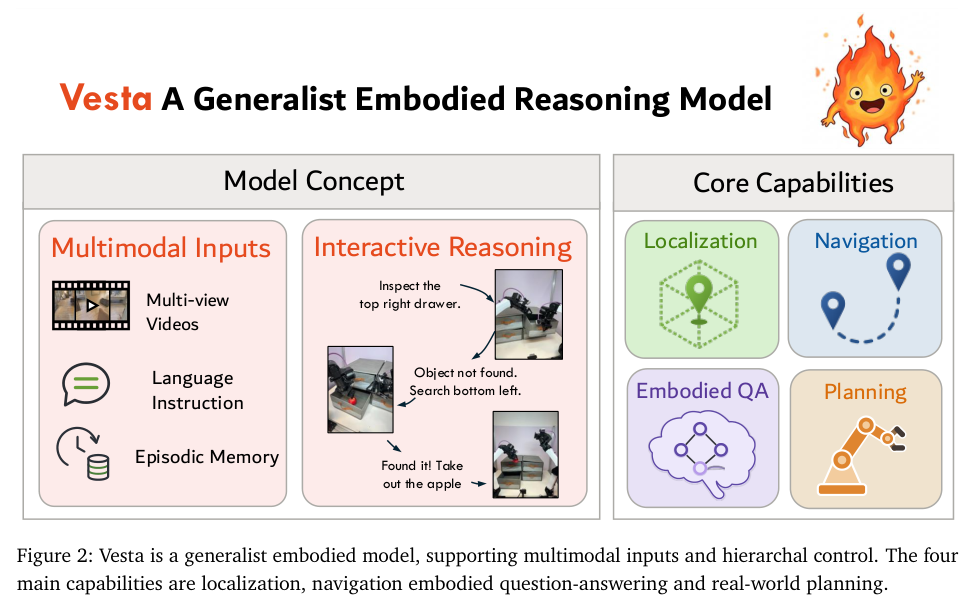 Vesta A Generalist Embodied Reasoning Model
Model Concept
Multimodal Inputs
Multi-view
Videos
Language
Instruction
Episodic Memory
Interactive Reasoning
Inspect the
top right drawer.
Object not found.
Search bottom left.
Found it! Take
out the apple
Core Capabilities
Localization
Navigation
Embodied QA
Planning
Figure 2: Vesta is a generalist embodied model, supporting multimodal inputs and hierarchal control. The four
main capabilities are localization, navigation embodied question-answering and real-world planning.